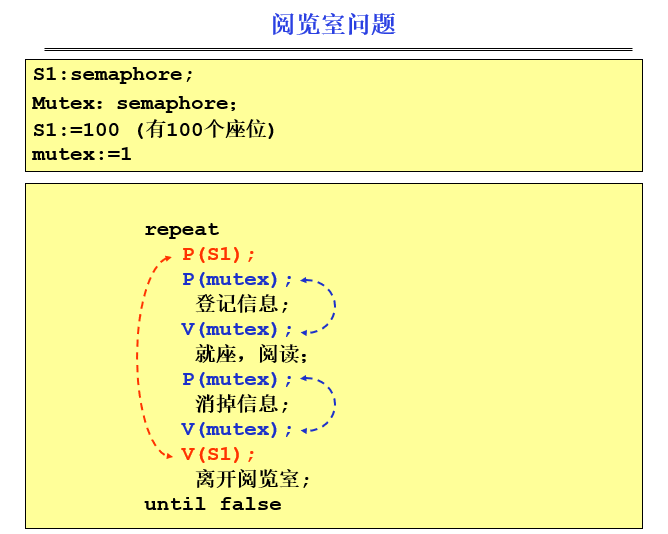 阅览室问题
S1:semaphore;
Mutex：semaphore；
S1:=100 (有100个座位)
mutex:=1
repeat
P(S1);
P(mutex);
登记信息;
V(mutex);
就座，阅读；
P(mutex);
消掉信息;
V(mutex);
V(S1);
离开阅览室;
until false